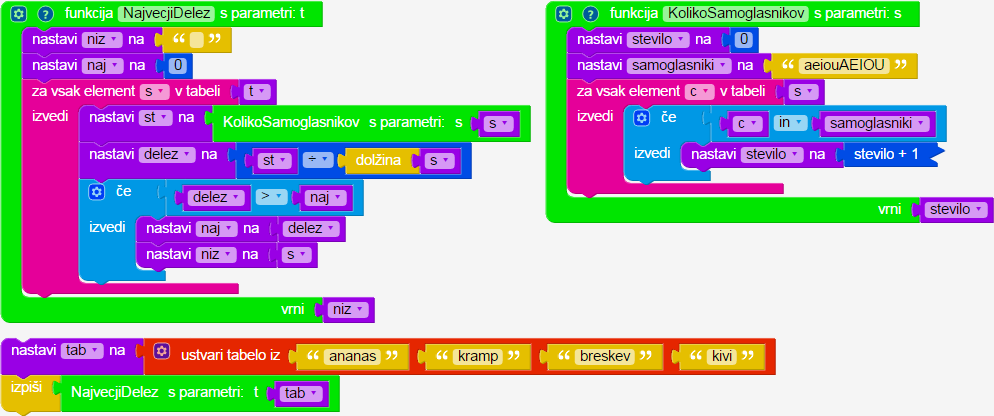 ? funkcija NajvecjiDelez s parametri: t
nastavi niz na “ ”
nastavi naj na 0
za vsak element s v tabeli t
izvedi nastavi st na KolikoSamoglasnikov s parametri: s s
nastavi delez na st ÷ dolžina s
če delez > naj
izvedi nastavi naj na delez
nastavi niz na s
vrni niz
? funkcija KolikoSamoglasnikov s parametri: s
nastavi stevilo na 0
nastavi samoglasniki na “ aeiouAEIOU ”
za vsak element c v tabeli s
izvedi če c in samoglasniki
izvedi nastavi stevilo na stevilo + 1
vrni stevilo
nastavi tab na ustvari tabelo iz “ ananas ” “ kramp ” “ breskev ” “ kivi ”
izpiši NajvecjiDelez s parametri: t tab